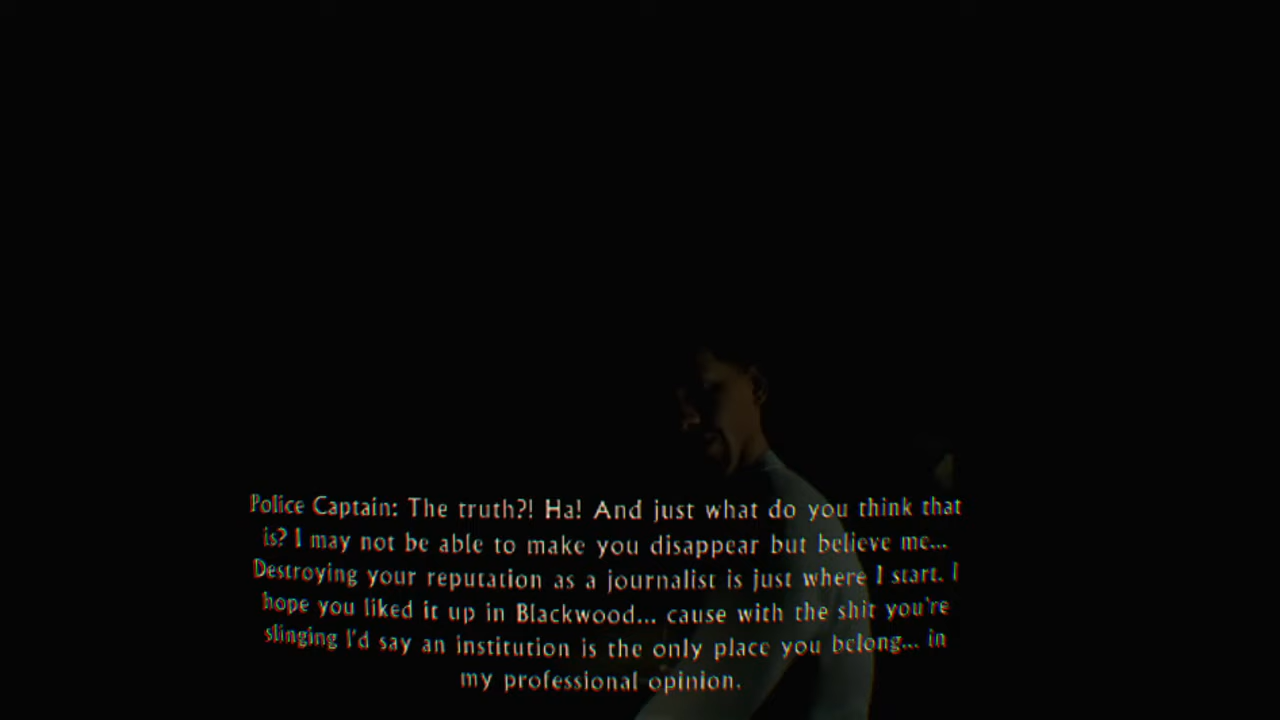 Police Captain: The truth?! Ha! And just what do you think that
is? I may not be able to make you disappear but believe me...
Destroying your reputation as a journalist is just where I start. I
hope you liked it up in Blackwood... cause with the shit you're
slinging I'd say an institution is the only place you belong... in
my professional opinion.